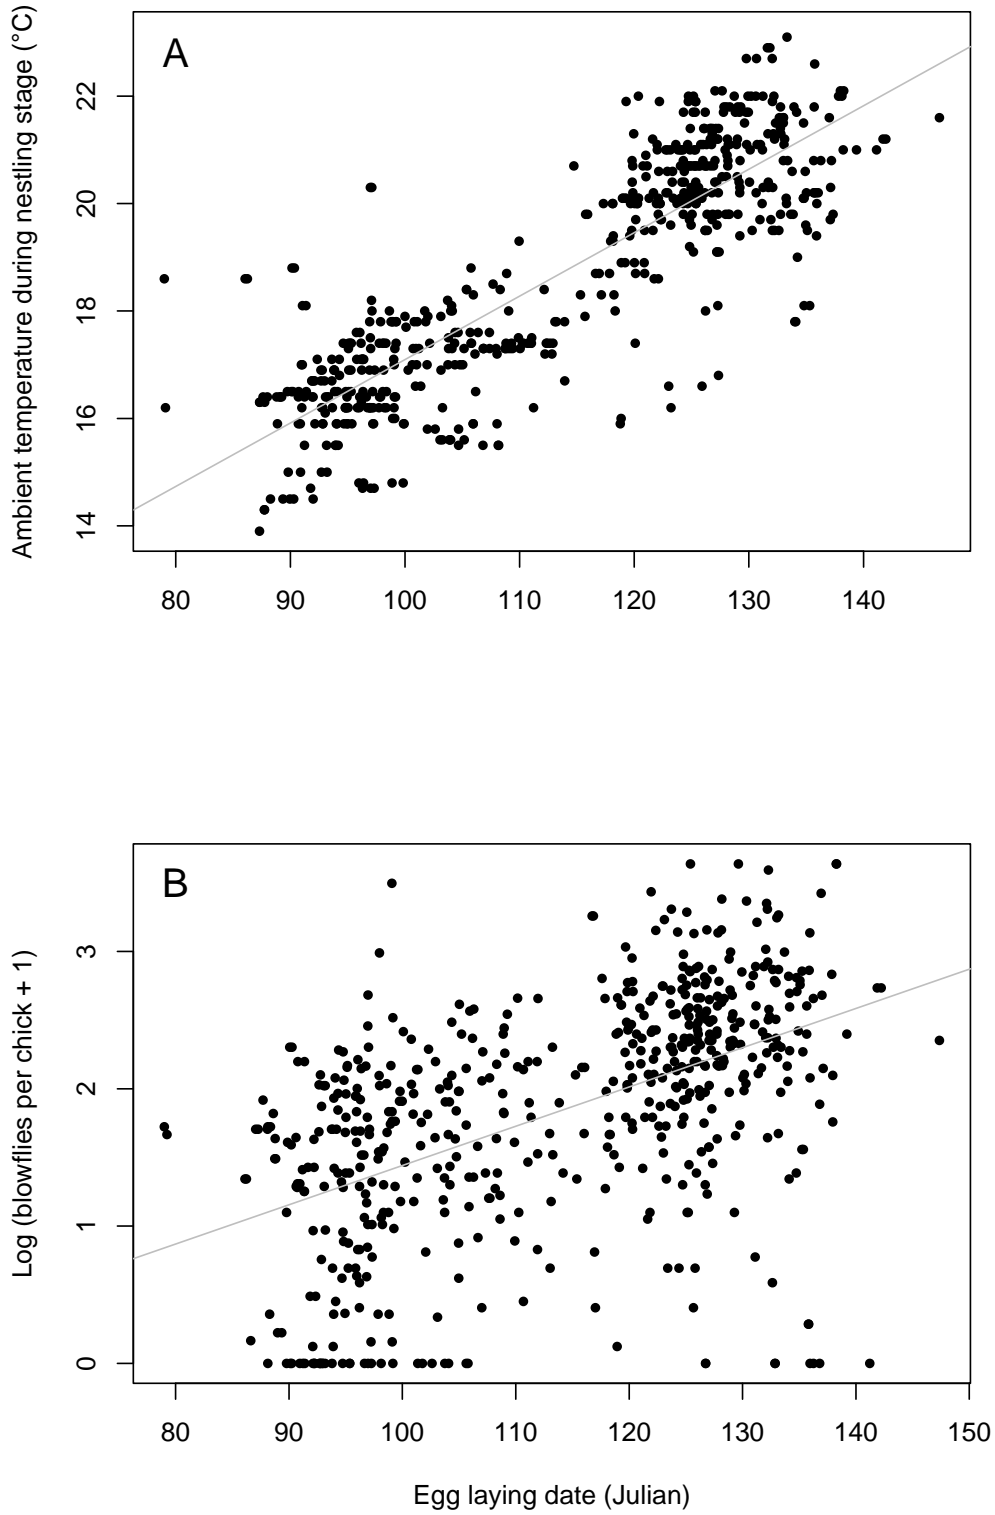 A
Ambient temperature during nestling stage (°C)
22
20
18
16
14
80 90 100 110 120 130 140
B
Log (blowflies per chick + 1)
3
2
1
0
80 90 100 110 120 130 140 150
Egg laying date (Julian)